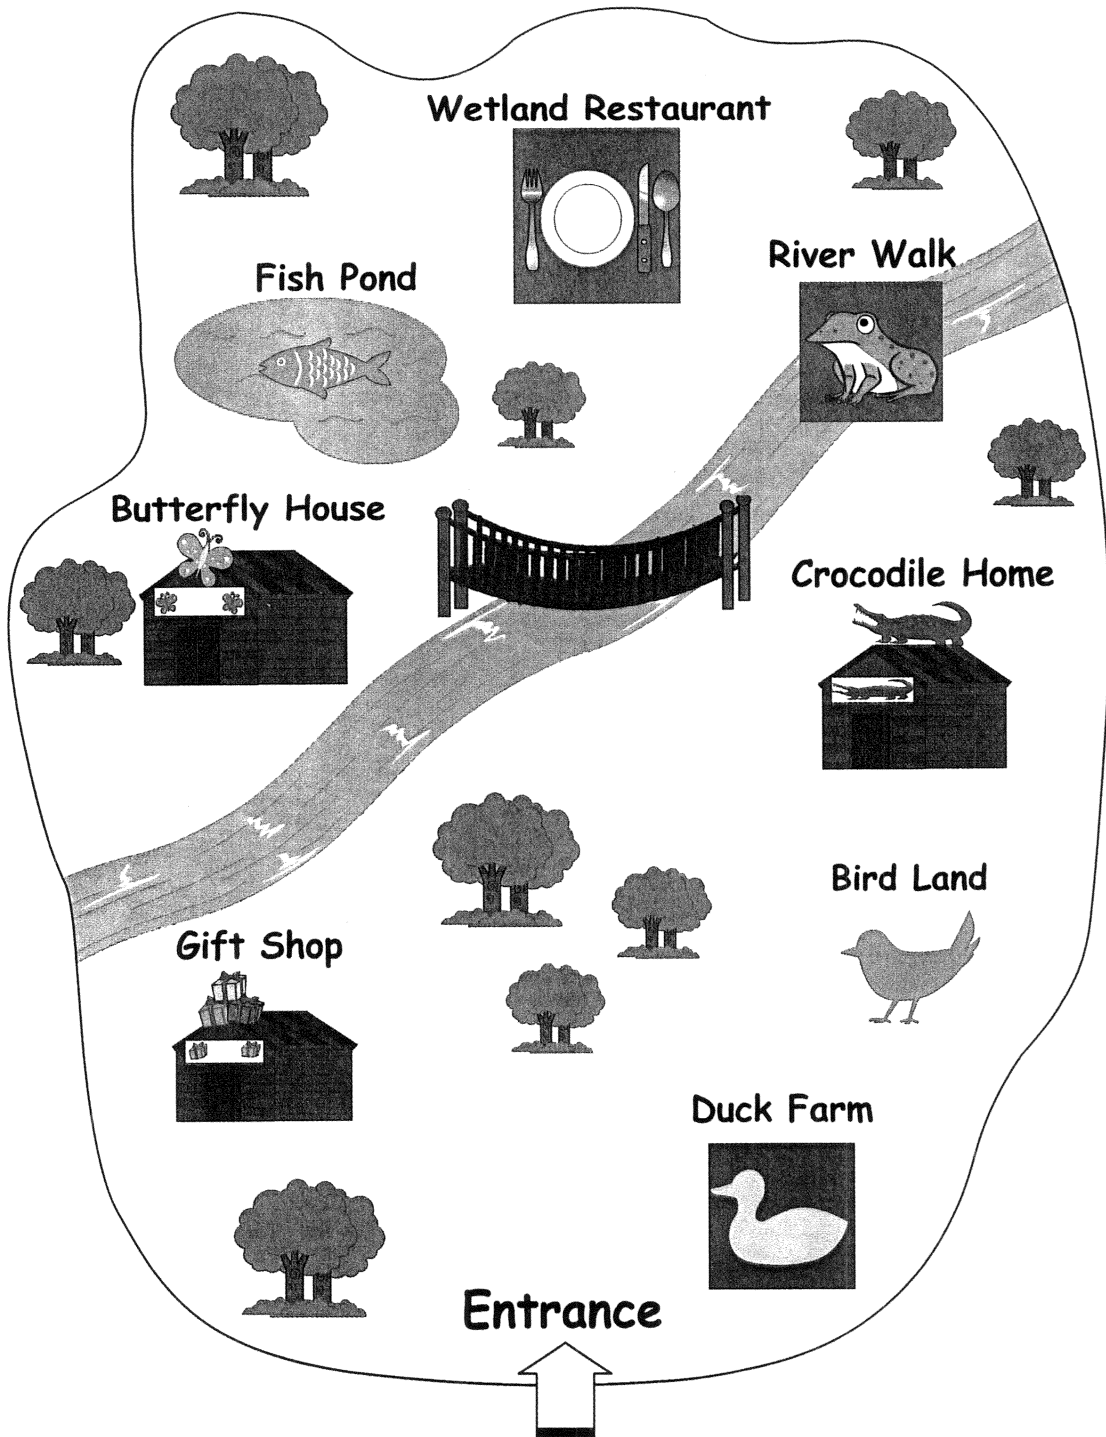 Wetland Restaurant
River Walk
Fish Pond
Butterfly House
Crocodile Home
Bird Land
Gift Shop
Duck Farm
Entrance